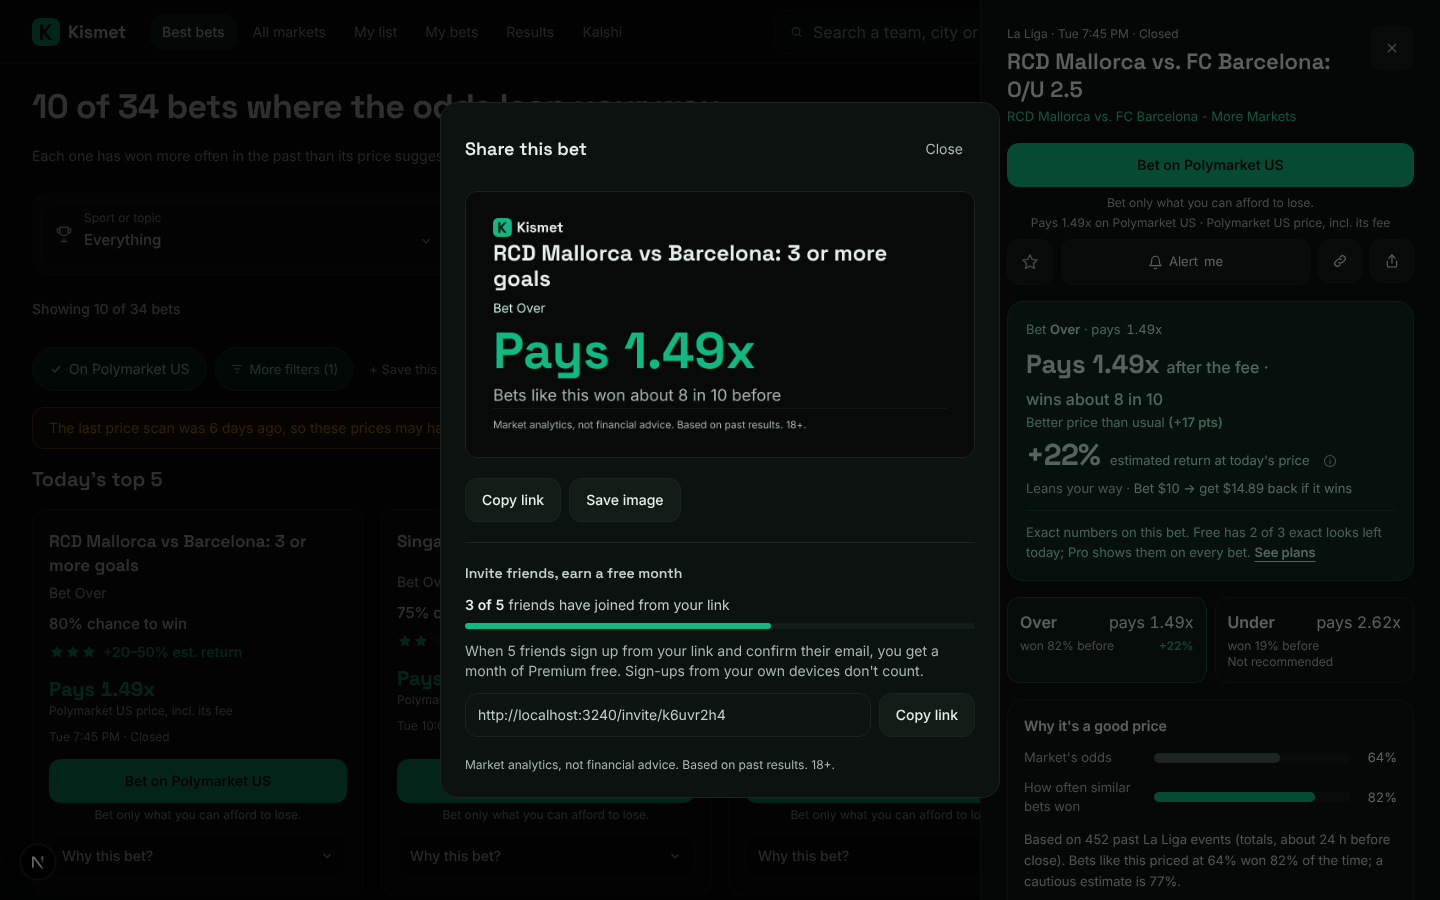 Kismet
Best bets
All markets
My list
My bets
Results
Kalshi
Search a team, city or
10 of 34 bets where the odds lean your way
Each one has won more often in the past than its price sugges
Sport or topic
Everything
Showing 10 of 34 bets
On Polymarket US
More filters (1)
+ Save this
The last price scan was 6 days ago, so these prices may ha
Today's top 5
RCD Mallorca vs Barcelona: 3 or
more goals
Bet Over
80% chance to win
+20–50% est. return
Pays 1.49x
Polymarket US price, incl. its fee
Tue 7:45 PM · Closed
Bet on Polymarket US
Bet only what you can afford to lose.
Why this bet?
Singa
Bet Ov
75% c
Pays
Polyma
Tue 10:0
Bet only what you can afford to lose.
Why this bet?
Bet only what you can afford to lo
Why this bet?
Share this bet
Close
Kismet
RCD Mallorca vs Barcelona: 3 or more
goals
Bet Over
Pays 1.49x
Bets like this won about 8 in 10 before
Market analytics, not financial advice. Based on past results. 18+.
Copy link
Save image
Invite friends, earn a free month
3 of 5 friends have joined from your link
When 5 friends sign up from your link and confirm their email, you get a
month of Premium free. Sign-ups from your own devices don't count.
http://localhost:3240/invite/k6uvr2h4
Copy link
Market analytics, not financial advice. Based on past results. 18+.
La Liga · Tue 7:45 PM · Closed
RCD Mallorca vs. FC Barcelona:
O/U 2.5
RCD Mallorca vs. FC Barcelona - More Markets
Bet on Polymarket US
Bet only what you can afford to lose.
Pays 1.49x on Polymarket US · Polymarket US price, incl. its fee
Alert me
Bet Over · pays 1.49x
Pays 1.49x after the fee ·
wins about 8 in 10
Better price than usual (+17 pts)
+22% estimated return at today's price
Leans your way · Bet $10 → get $14.89 back if it wins
Exact numbers on this bet. Free has 2 of 3 exact looks left
today; Pro shows them on every bet. See plans
Over pays 1.49x
won 82% before +22%
Under pays 2.62x
won 19% before
Not recommended
Why it's a good price
Market's odds 64%
How often similar
bets won 82%
Based on 452 past La Liga events (totals, about 24 h before
close). Bets like this priced at 64% won 82% of the time; a
cautious estimate is 77%.